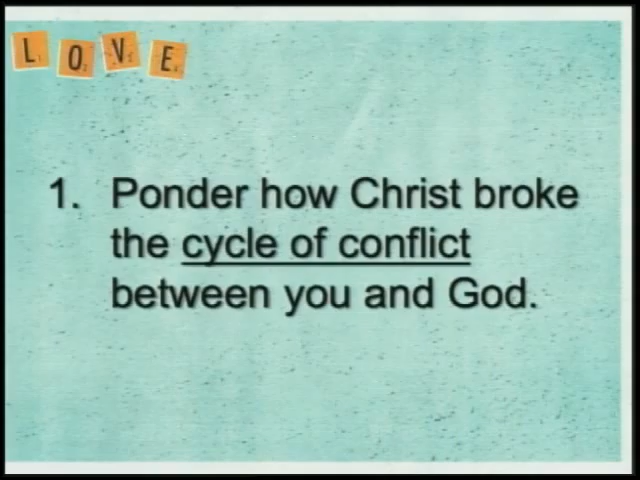 LOVE
1. Ponder how Christ broke
the cycle of conflict
between you and God.